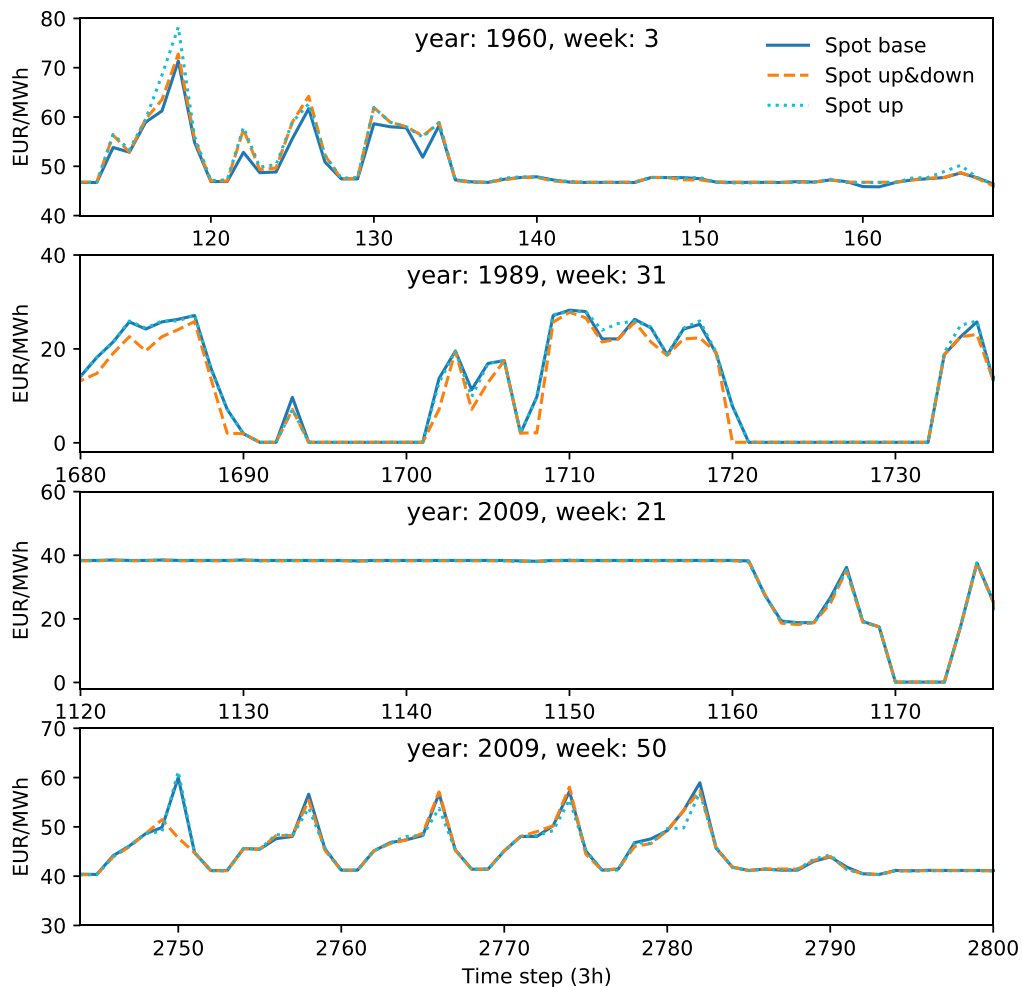 year: 1960, week: 3
Spot base
Spot up&down
Spot up
EUR/MWh
80
70
60
50
40
120 130 140 150 160
year: 1989, week: 31
EUR/MWh
40
20
0
1680 1690 1700 1710 1720 1730
year: 2009, week: 21
EUR/MWh
60
40
20
0
1120 1130 1140 1150 1160 1170
year: 2009, week: 50
EUR/MWh
70
60
50
40
30
2750 2760 2770 2780 2790 2800
Time step (3h)